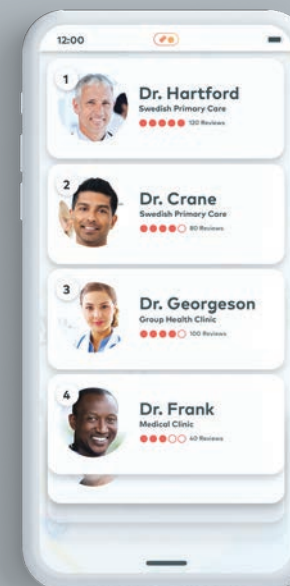 12:00
1
Dr. Hartford
Swedish Primary Care
120 Reviews
2
Dr. Crane
Swedish Primary Care
80 Reviews
3
Dr. Georgeson
Group Health Clinic
100 Reviews
4
Dr. Frank
Medical Clinic
40 Reviews